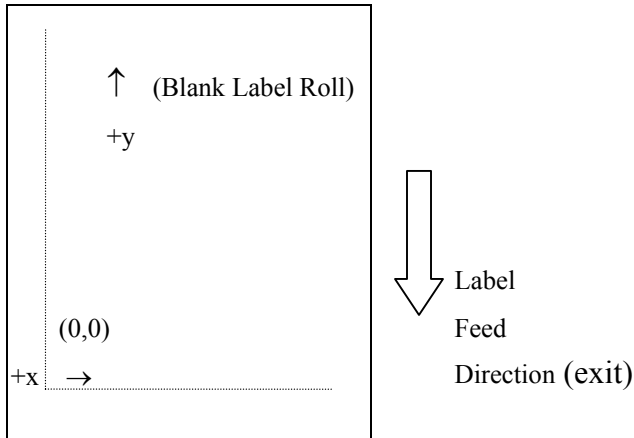 ↑ (Blank Label Roll)
+y
Label
(0,0)
Feed
+x →
Direction (exit)